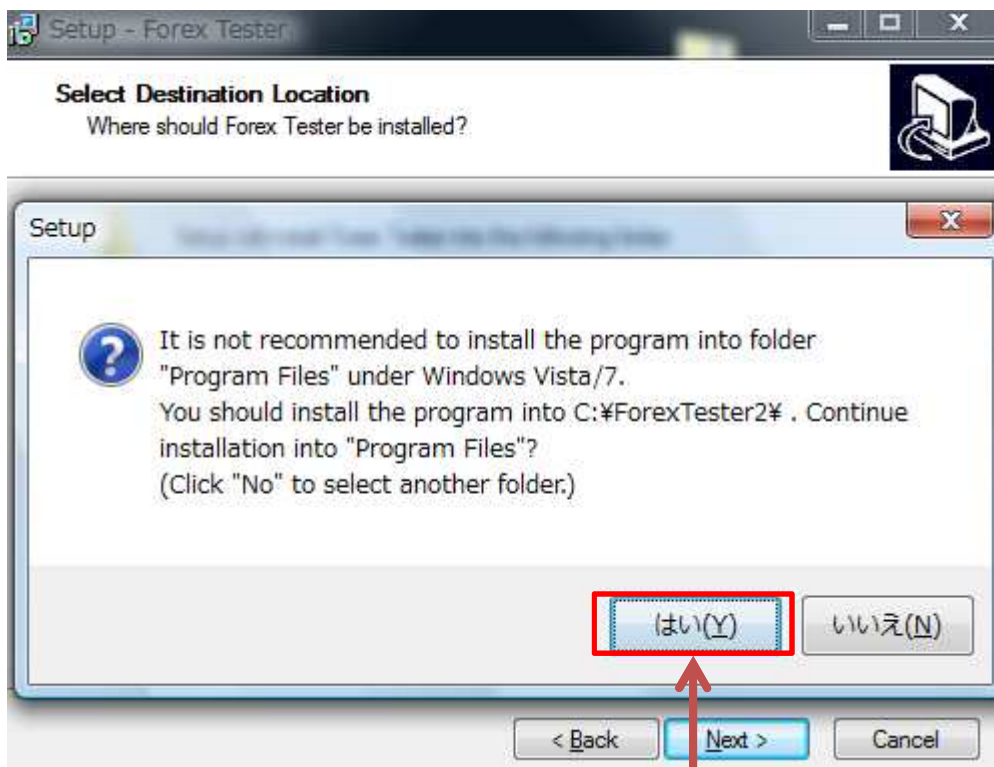 Setup - Forex Tester
Select Destination Location
Where should Forex Tester be installed?
Setup
It is not recommended to install the program into folder
"Program Files" under Windows Vista/7.
You should install the program into C:¥ForexTester2¥ . Continue
installation into "Program Files"?
(Click "No" to select another folder.)
はい(Y) いいえ(N)
< Back Next > Cancel